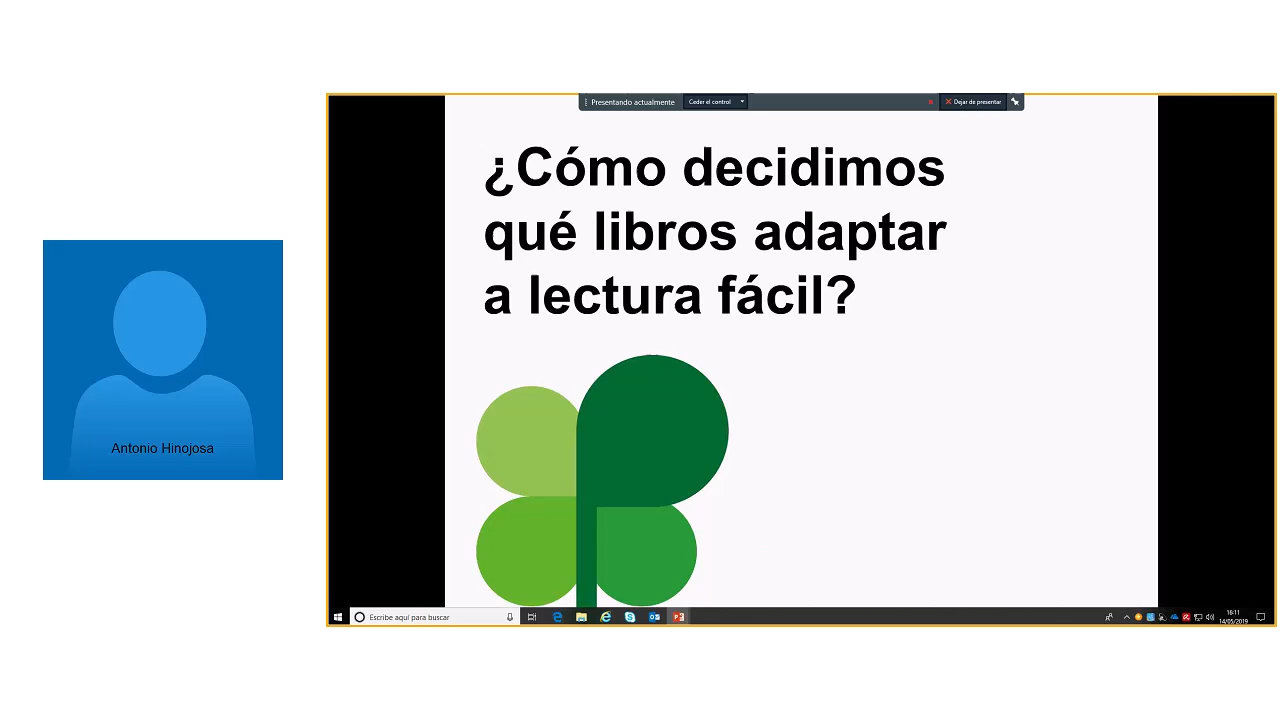 Presentando actualmente
Ceder el control
Dejar de presentar
¿Cómo decidimos
qué libros adaptar
a lectura fácil?
Antonio Hinojosa
Escribe aquí para buscar
18:11
14/05/2019